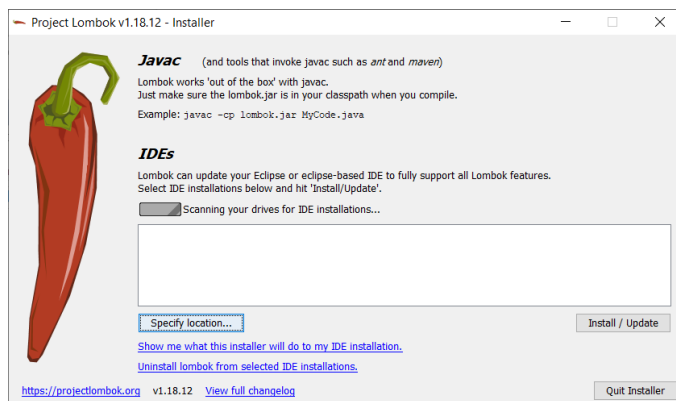 Project Lombok v1.18.12 - Installer
Javac (and tools that invoke javac such as ant and maven)
Lombok works 'out of the box' with javac.
Just make sure the lombok.jar is in your classpath when you compile.
Example: javac -cp lombok.jar MyCode.java
IDEs
Lombok can update your Eclipse or eclipse-based IDE to fully support all Lombok features.
Select IDE installations below and hit 'Install/Update'.
Scanning your drives for IDE installations...
Specify location... Install / Update
Show me what this installer will do to my IDE installation.
Uninstall lombok from selected IDE installations.
https://projectlombok.org v1.18.12 View full changelog Quit Installer